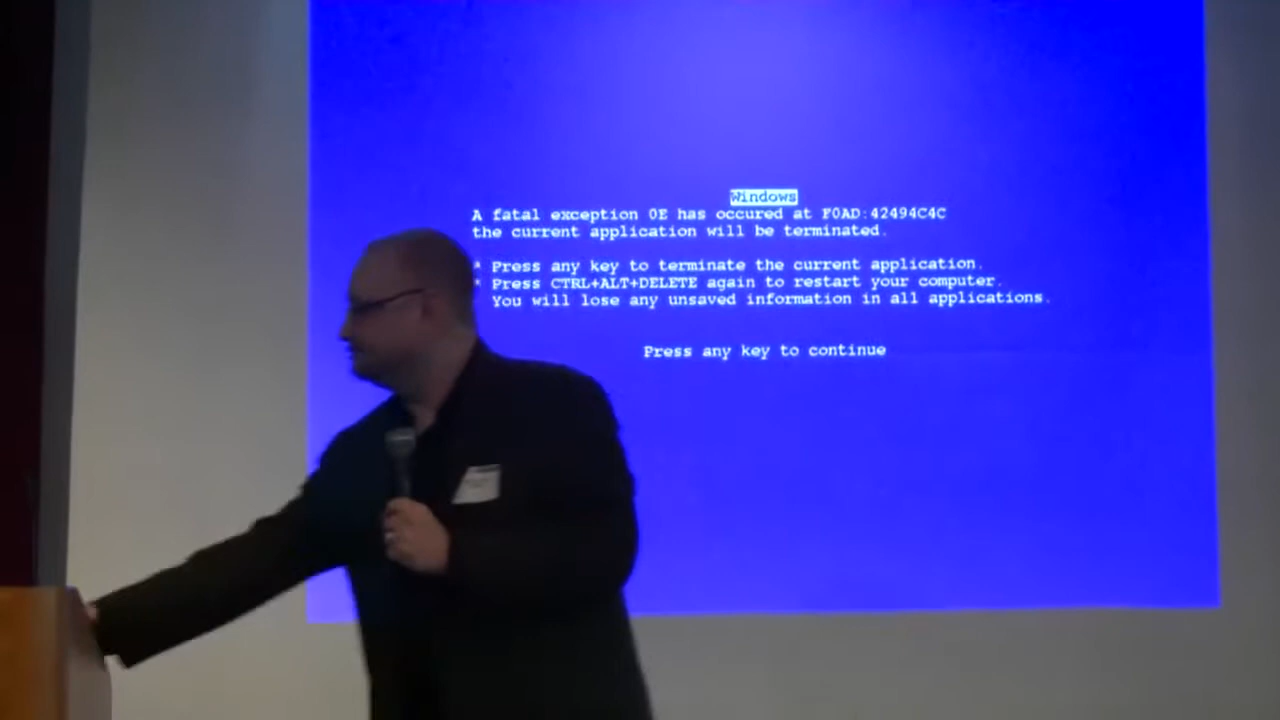 Windows
A fatal exception 0E has occured at F0AD:42494C4C
the current application will be terminated.
* Press any key to terminate the current application.
* Press CTRL+ALT+DELETE again to restart your computer.
You will lose any unsaved information in all applications.
Press any key to continue